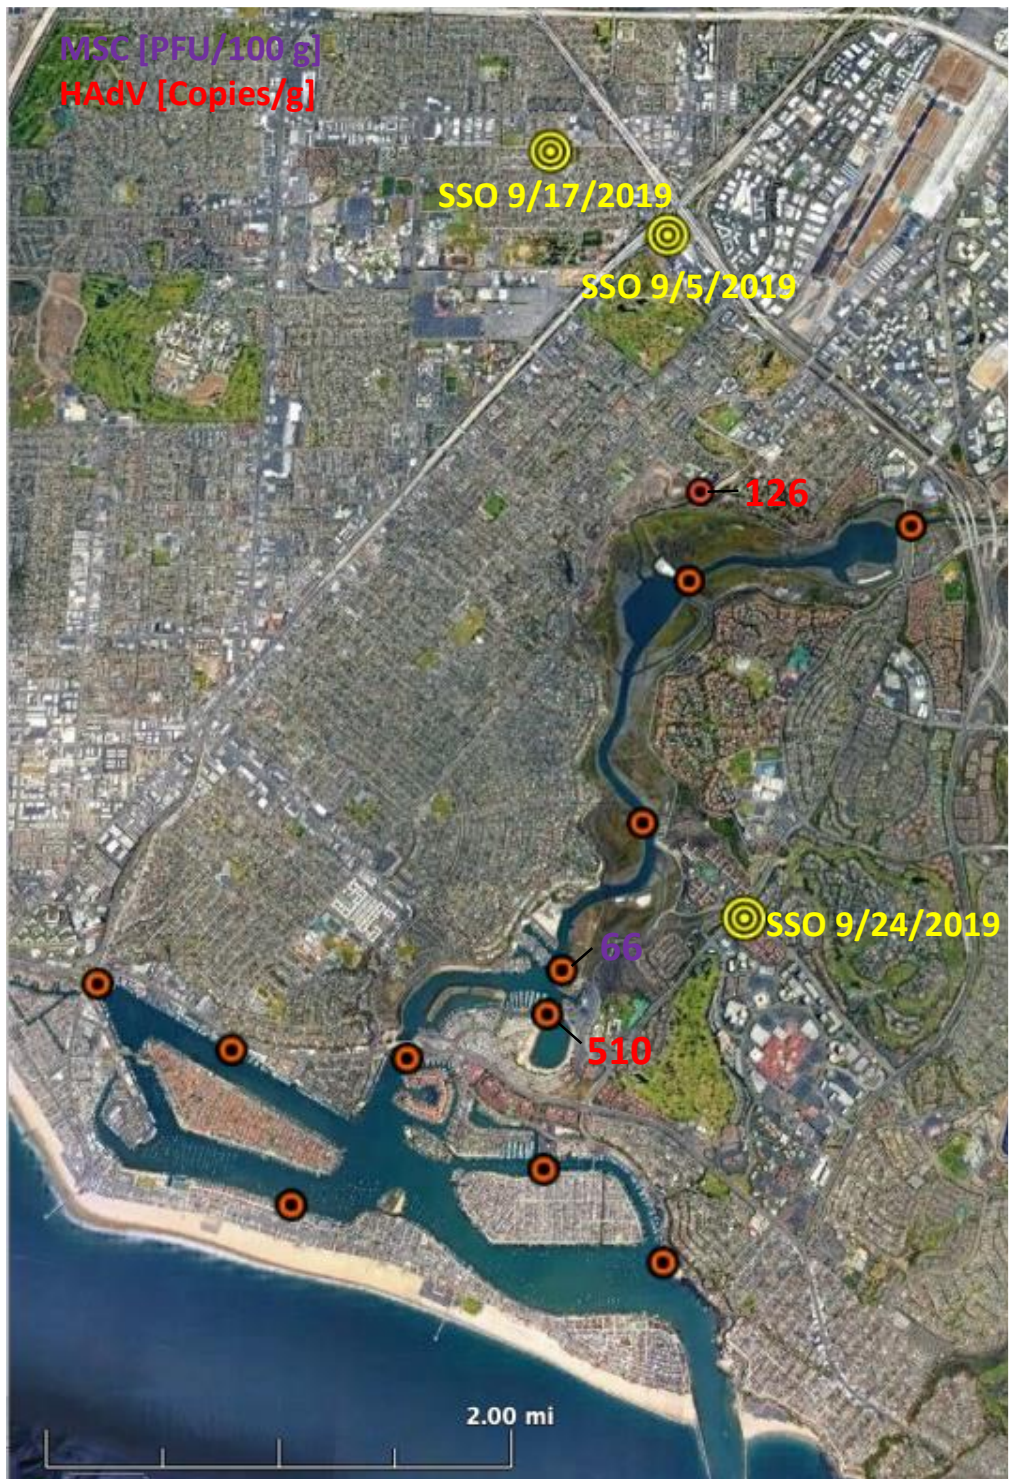 MSC [PFU/100 g]
HAdV [Copies/g]
SSO 9/17/2019
SSO 9/5/2019
126
SSO 9/24/2019
66
510
2.00 mi